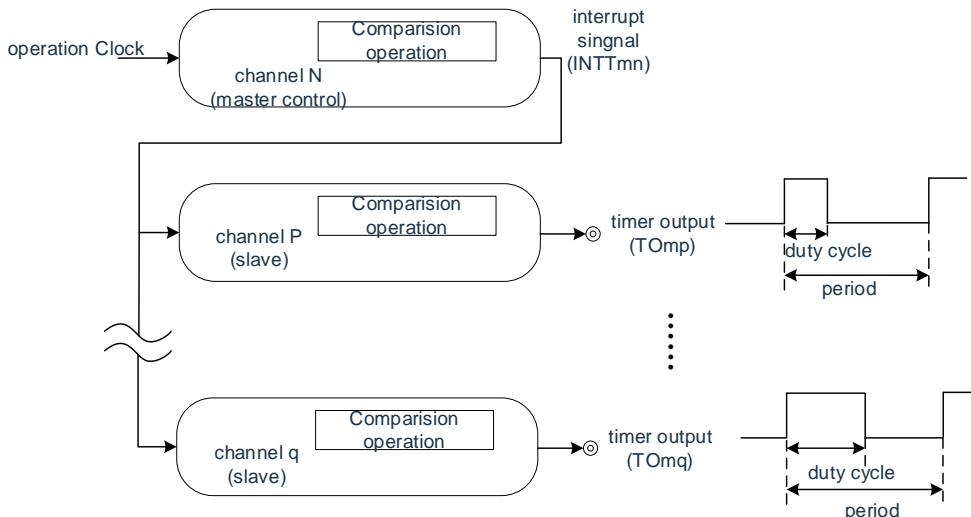 Comparision
operation
operation Clock
channel N
(master control)
interrupt
singnal
(INTTmn)
Comparision
operation
channel P
(slave)
timer output
(TOmp)
duty cycle
period
Comparision
operation
channel q
(slave)
timer output
(TOmq)
duty cycle
period